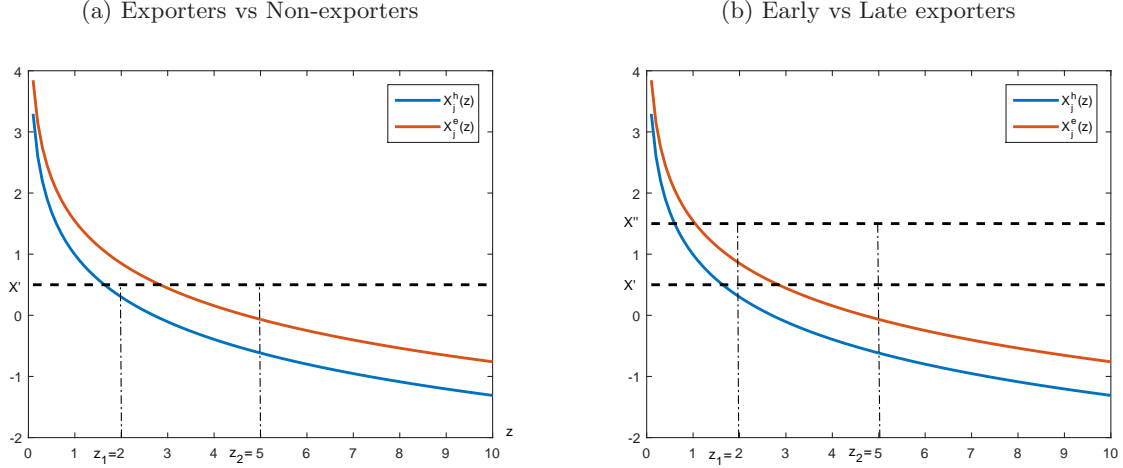 (a) Exporters vs Non-exporters
4
3
2
1
X'
0
-1
-2
X_j^h(z)
X_j^e(z)
0 1 z_1=2 3 4 z_2= 5 6 7 8 9 10
z
(b) Early vs Late exporters
4
3
2
X''
1
X'
0
-1
-2
X_j^h(z)
X_j^e(z)
0 1 z_1=2 3 4 z_2= 5 6 7 8 9 10